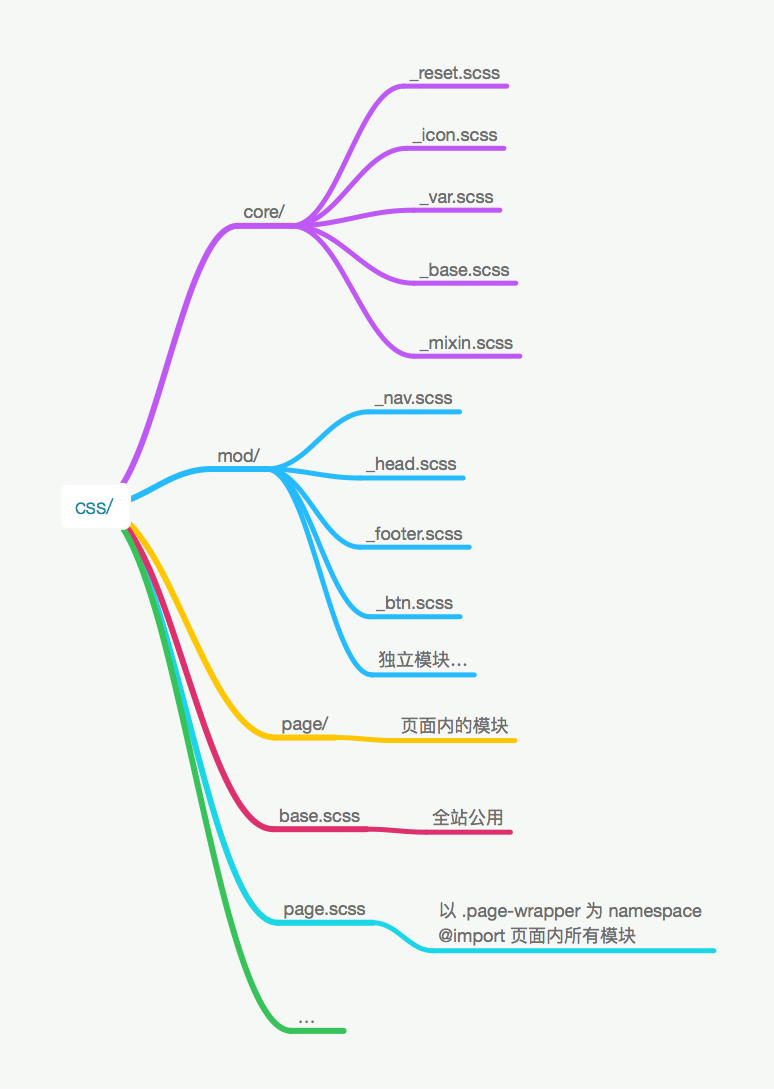 css/
core/
_reset.scss
_icon.scss
_var.scss
_base.scss
_mixin.scss
mod/
_nav.scss
_head.scss
_footer.scss
_btn.scss
独立模块...
page/
页面内的模块
base.scss
全站公用
page.scss
以 .page-wrapper 为 namespace
@import 页面内所有模块
...